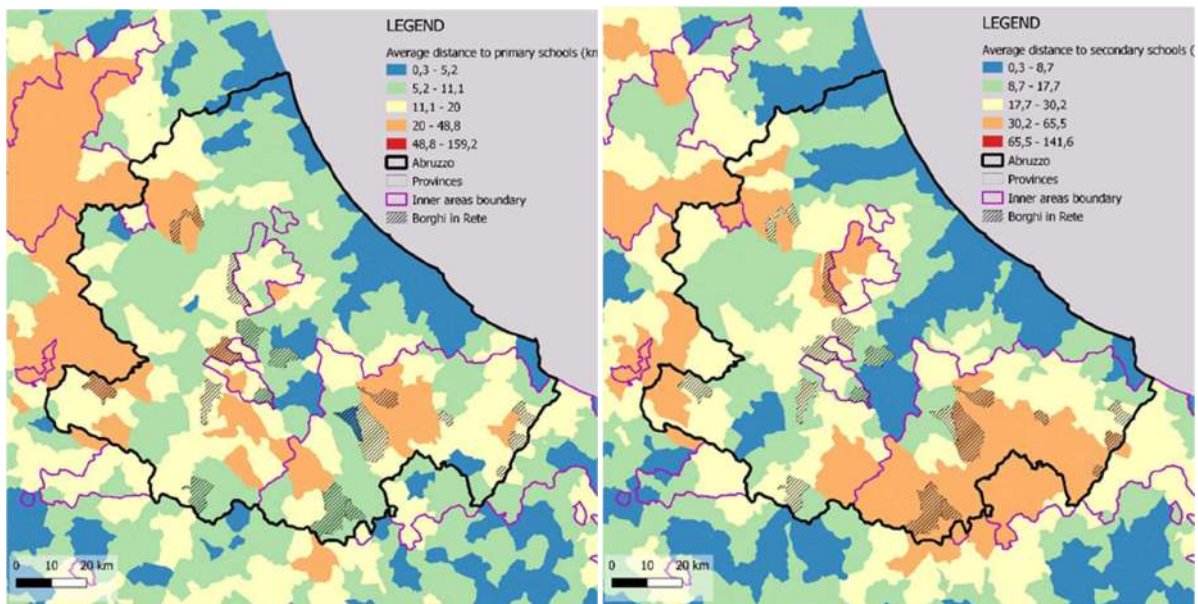 LEGEND
Average distance to primary schools (km
0,3 - 5,2
5,2 - 11,1
11,1 - 20
20 - 48,8
48,8 - 159,2
Abruzzo
Provinces
Inner areas boundary
Borghi in Rete
0 10 20 km
LEGEND
Average distance to secondary schools (
0,3 - 8,7
8,7 - 17,7
17,7 - 30,2
30,2 - 65,5
65,5 - 141,6
Abruzzo
Provinces
Inner areas boundary
Borghi in Rete
0 10 20 km